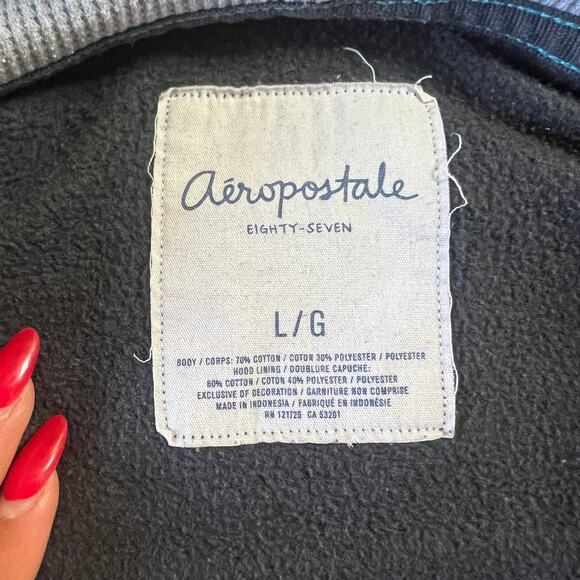 aéropostale
EIGHTY-SEVEN
L/G
BODY / CORPS: 70% COTTON / COTON 30% POLYESTER / POLYESTER
HOOD LINING / DOUBLURE CAPUCHE:
60% COTTON / COTON 40% POLYESTER / POLYESTER
EXCLUSIVE OF DECORATION / GARNITURE NON COMPRISE
MADE IN INDONESIA / FABRIQUÉ EN INDONÉSIE
RN 121726 CA 53201